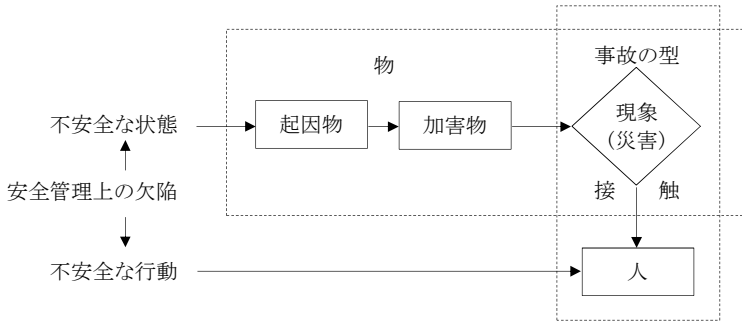 事故の型
物
現象
(災害)
不安全な状態
起因物
加害物
安全管理上の欠陥
接 触
不安全な行動
人